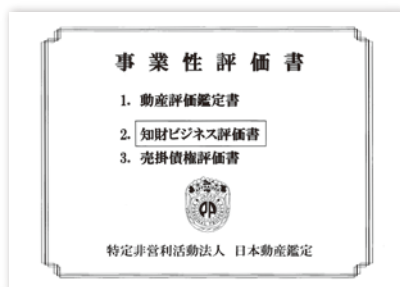 事業性評価書
1. 動産評価鑑定書
2. 知財ビジネス評価書
3. 売掛債権評価書
特定非営利活動法人 日本動産鑑定